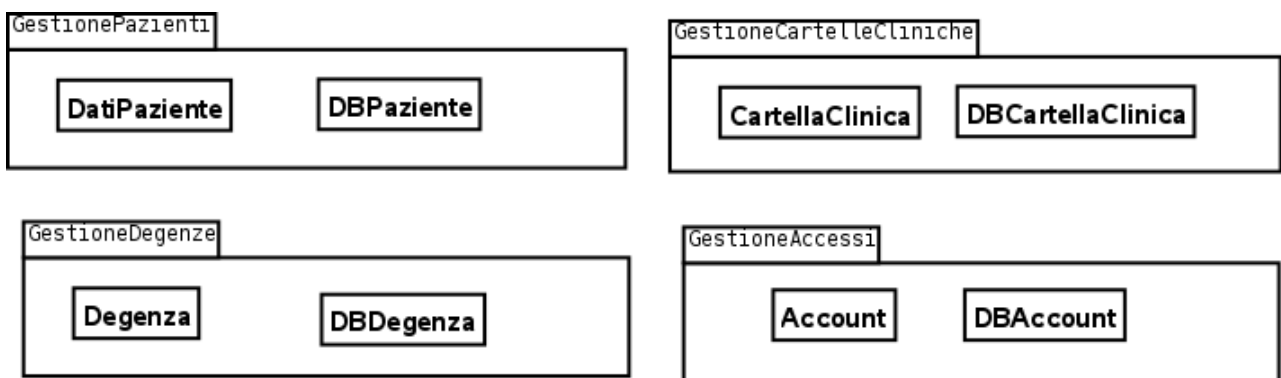 GestionePazienti
DatiPaziente
DBPaziente
GestioneCartelleCliniche
CartellaClinica
DBCartellaClinica
GestioneDegenze
Degenza
DBDegenza
GestioneAccessi
Account
DBAccount